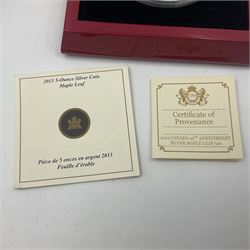 2013 5-Ounce Silver Coin
Maple Leaf
Pièce de 5 onces en argent 2013
Feuille d'érable
Certificate of
Provenance
2013 CANADA 25TH ANNIVERSARY
SILVER MAPLE LEAF 5oz